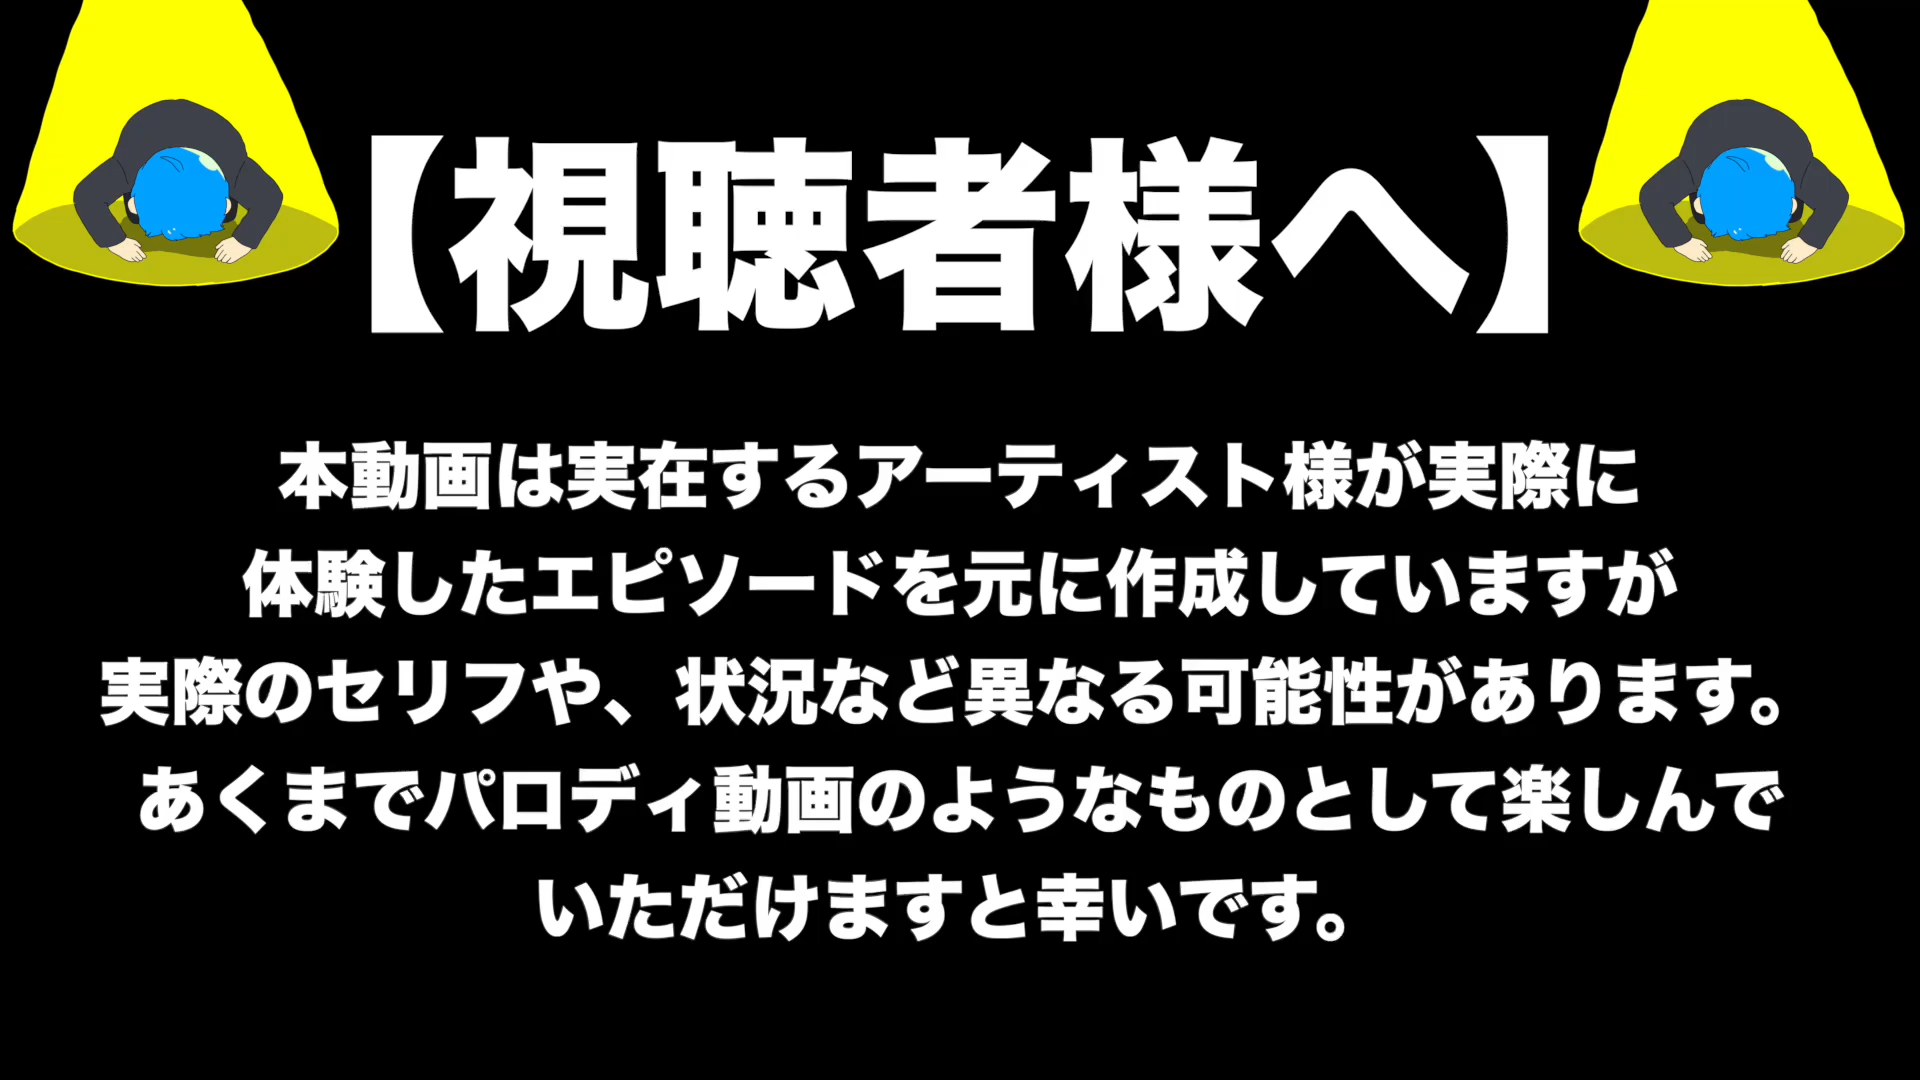 【視聴者様へ】
本動画は実在するアーティスト様が実際に
体験したエピソードを元に作成していますが
実際のセリフや、状況など異なる可能性があります。
あくまでパロディ動画のようなものとして楽しんで
いただけますと幸いです。